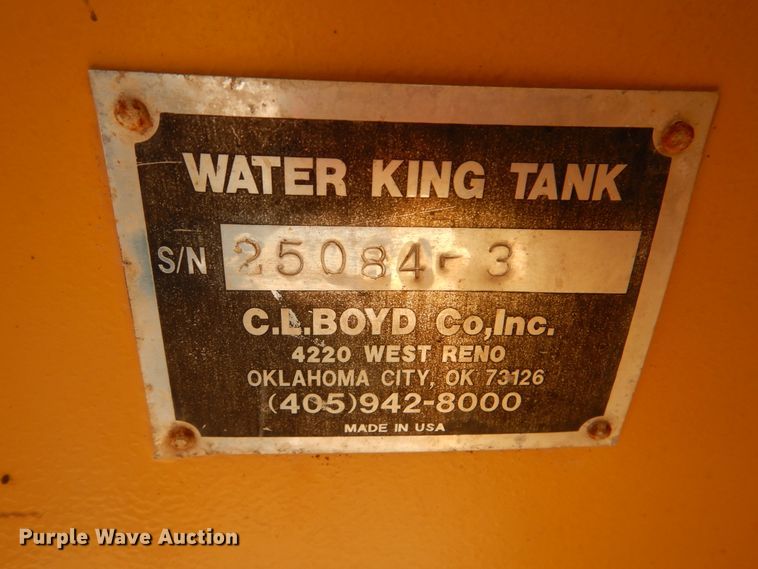 WATER KING TANK
S/N 25084-3
C.L.BOYD Co,Inc.
4220 WEST RENO
OKLAHOMA CITY, OK 73126
(405)942-8000
MADE IN USA
Purple Wave Auction®